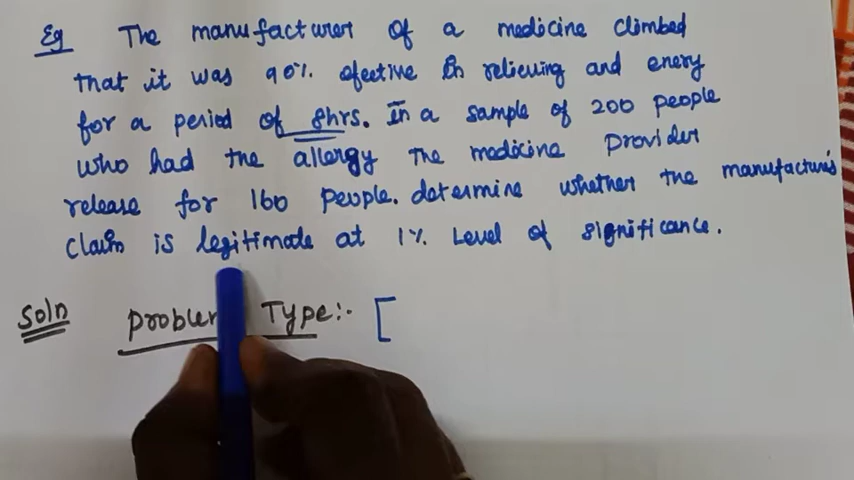 Eg The manufacturer of a medicine climbed
that it was 90% efective in relieving and enery
for a period of 8hrs. In a sample of 200 people
who had the allergy the medicine provider
release for 160 people. determine whether the manufacturer's
claim is legitimate at 1% Level of significance.
Soln Problem Type:- [